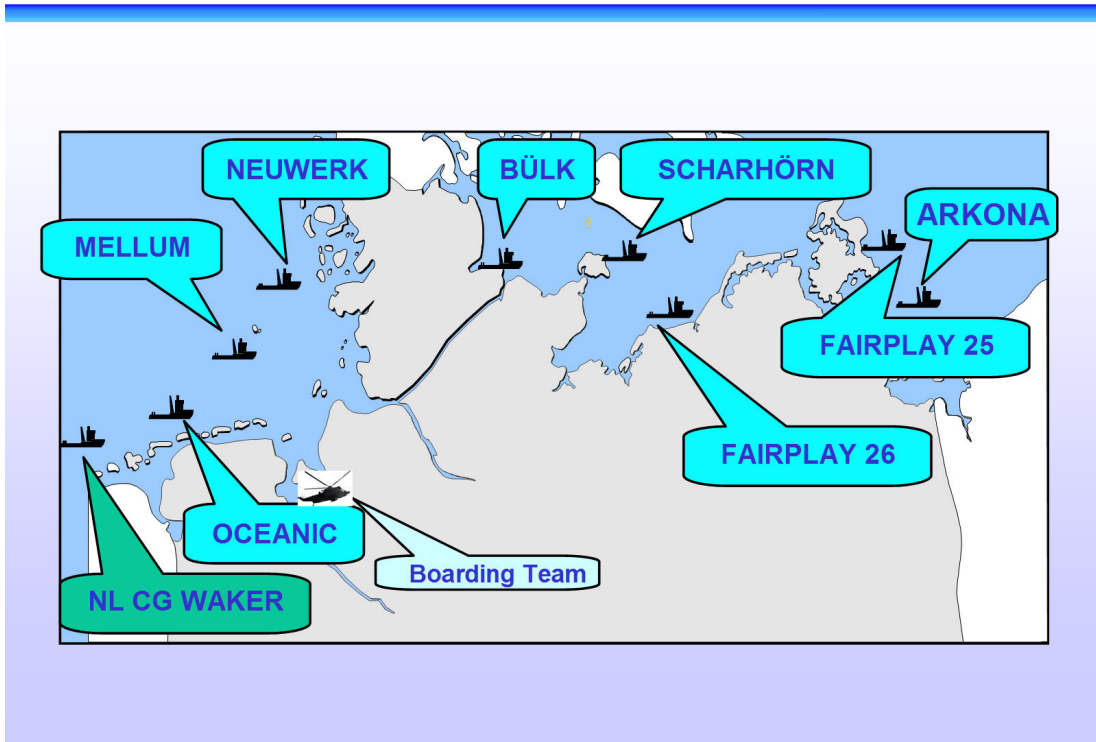 NEUWERK
BÜLK
SCHARHÖRN
ARKONA
MELLUM
FAIRPLAY 25
FAIRPLAY 26
OCEANIC
Boarding Team
NL CG WAKER